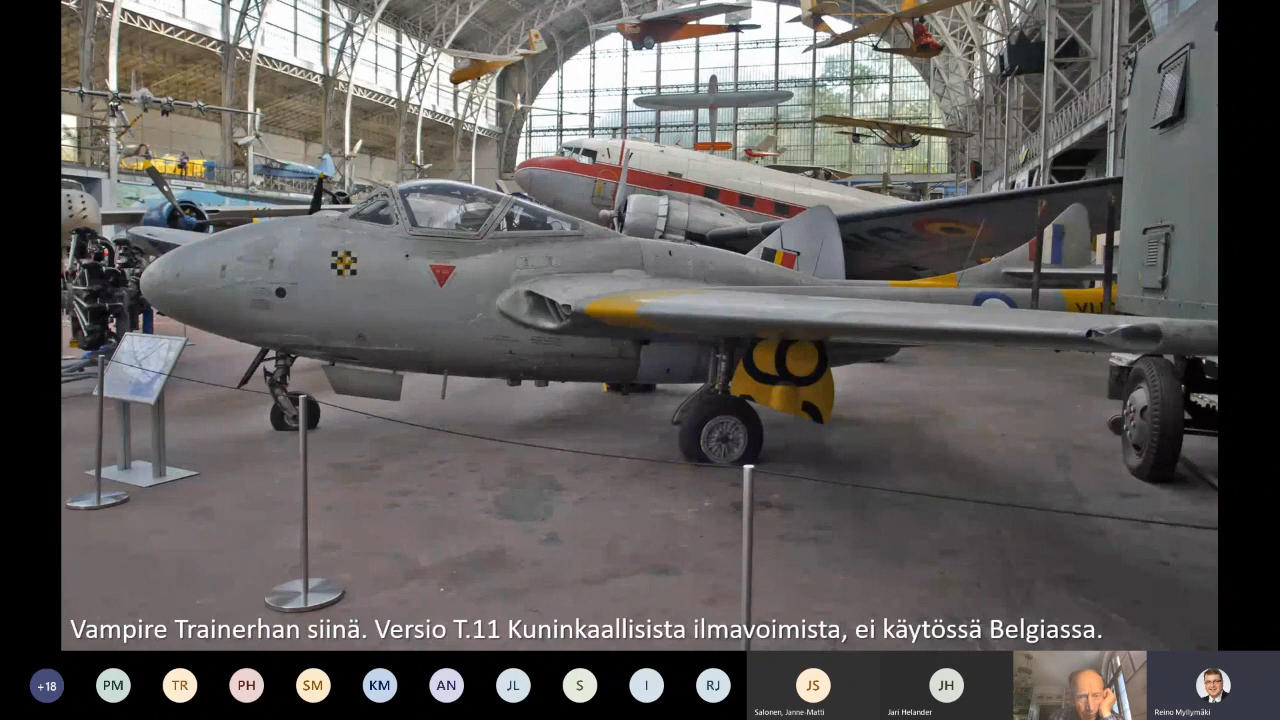 XU
Vampire Trainerhan siinä. Versio T.11 Kuninkaallisista ilmavoimista, ei käytössä Belgiassa.
+18
PM
TR
PH
SM
KM
AN
JL
S
I
RJ
JS
JH
Salonen, Janne-Matti
Jari Helander
Reino Myllymäki